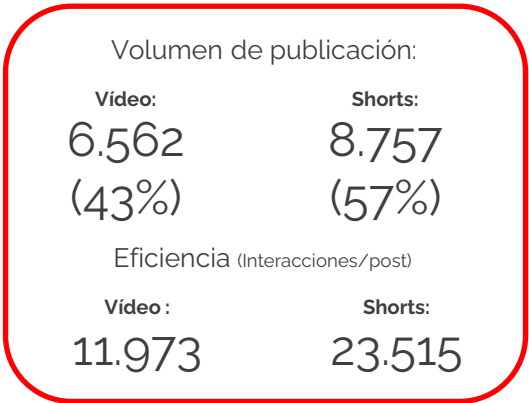 Volumen de publicación:
Vídeo: Shorts:
6.562 8.757
(43%) (57%)
Eficiencia (Interacciones/post)
Vídeo : Shorts:
11.973 23.515